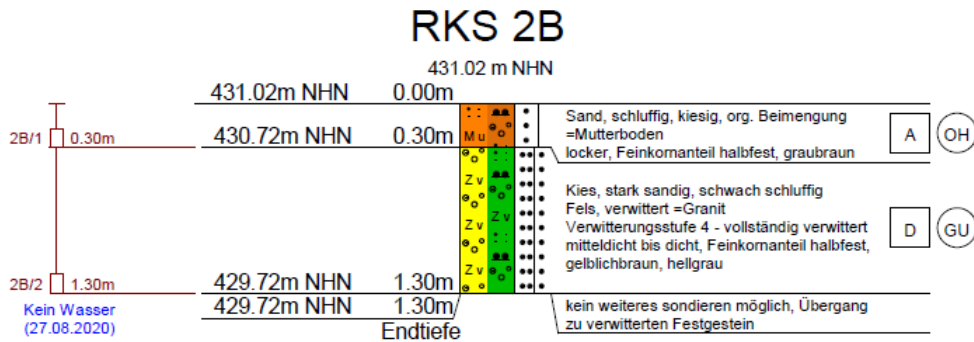 RKS 2B
431.02 m NHN
431.02m NHN 0.00m
2B/1 0.30m
430.72m NHN 0.30m
Mu
Sand, schluffig, kiesig, org. Beimengung
=Mutterboden
locker, Feinkornanteil halbfest, graubraun
A OH
Zv
Zv
Zv
Kies, stark sandig, schwach schluffig
Fels, verwittert =Granit
Verwitterungsstufe 4 - vollständig verwittert
mitteldicht bis dicht, Feinkornanteil halbfest,
gelblichbraun, hellgrau
D GU
2B/2 1.30m
429.72m NHN 1.30m
429.72m NHN 1.30m
Endtiefe
Kein Wasser
(27.08.2020)
kein weiteres sondieren möglich, Übergang
zu verwitterten Festgestein